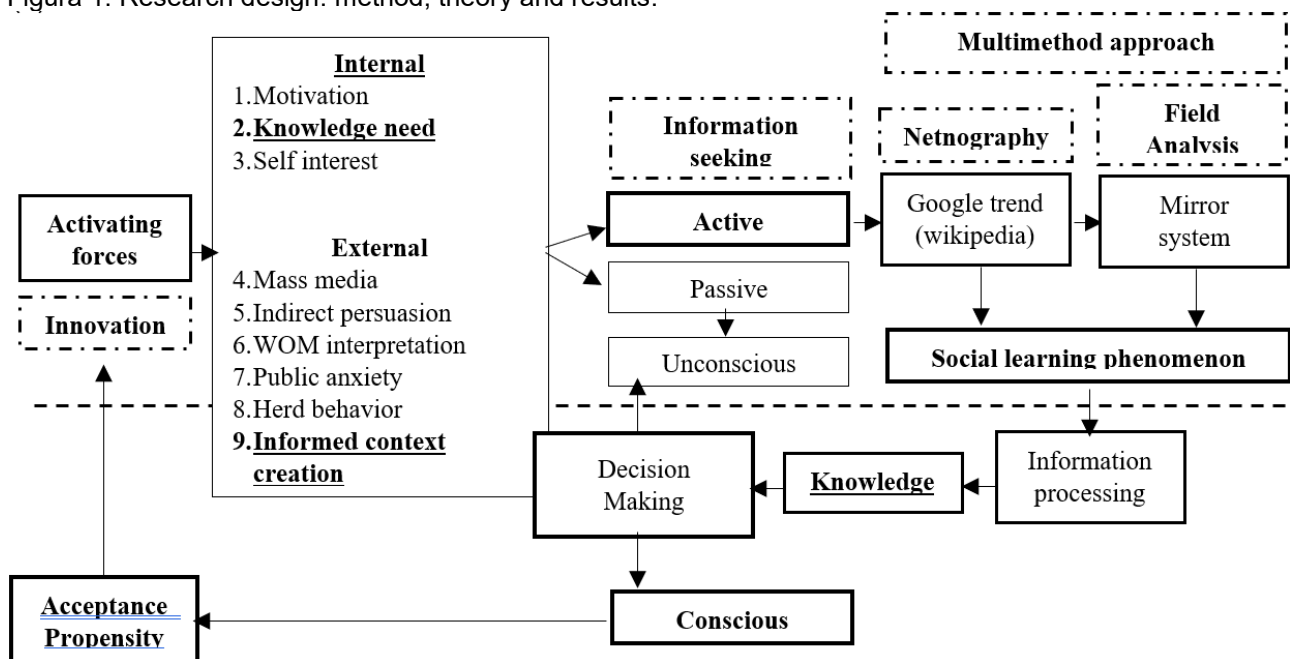 Figura 1. Research design: method, theory and results.
Multimethod approach
Internal
1.Motivation
2.Knowledge need
3.Self interest
External
4.Mass media
5.Indirect persuasion
6.WOM interpretation
7.Public anxiety
8.Herd behavior
9.Informed context
creation
Activating
forces
Innovation
Information
seeking
Active
Passive
Unconscious
Netnography
Google trend
(wikipedia)
Field
Analysis
Mirror
system
Social learning phenomenon
Information
processing
Knowledge
Decision
Making
Conscious
Acceptance
Propensity